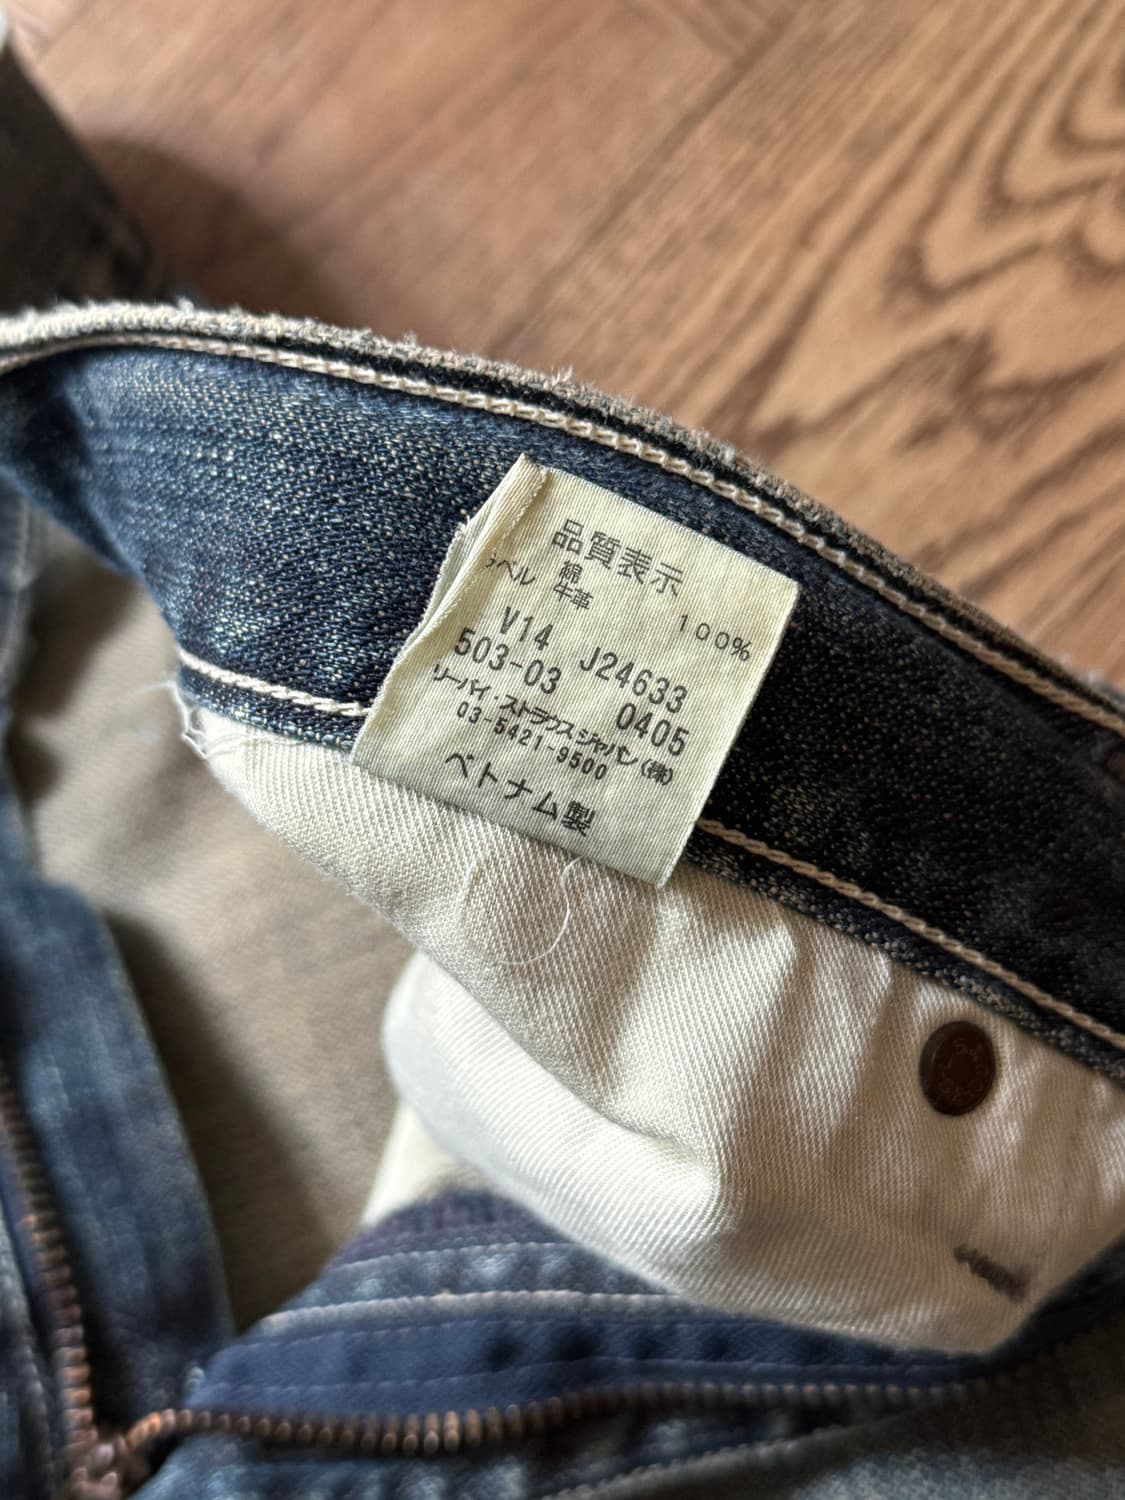 品質表示
綿 100%
ラベル 牛革
V14 J24633
503-03 0405
リーバイ・ストラウスジャパン(株)
03-5421-9500
ベトナム製